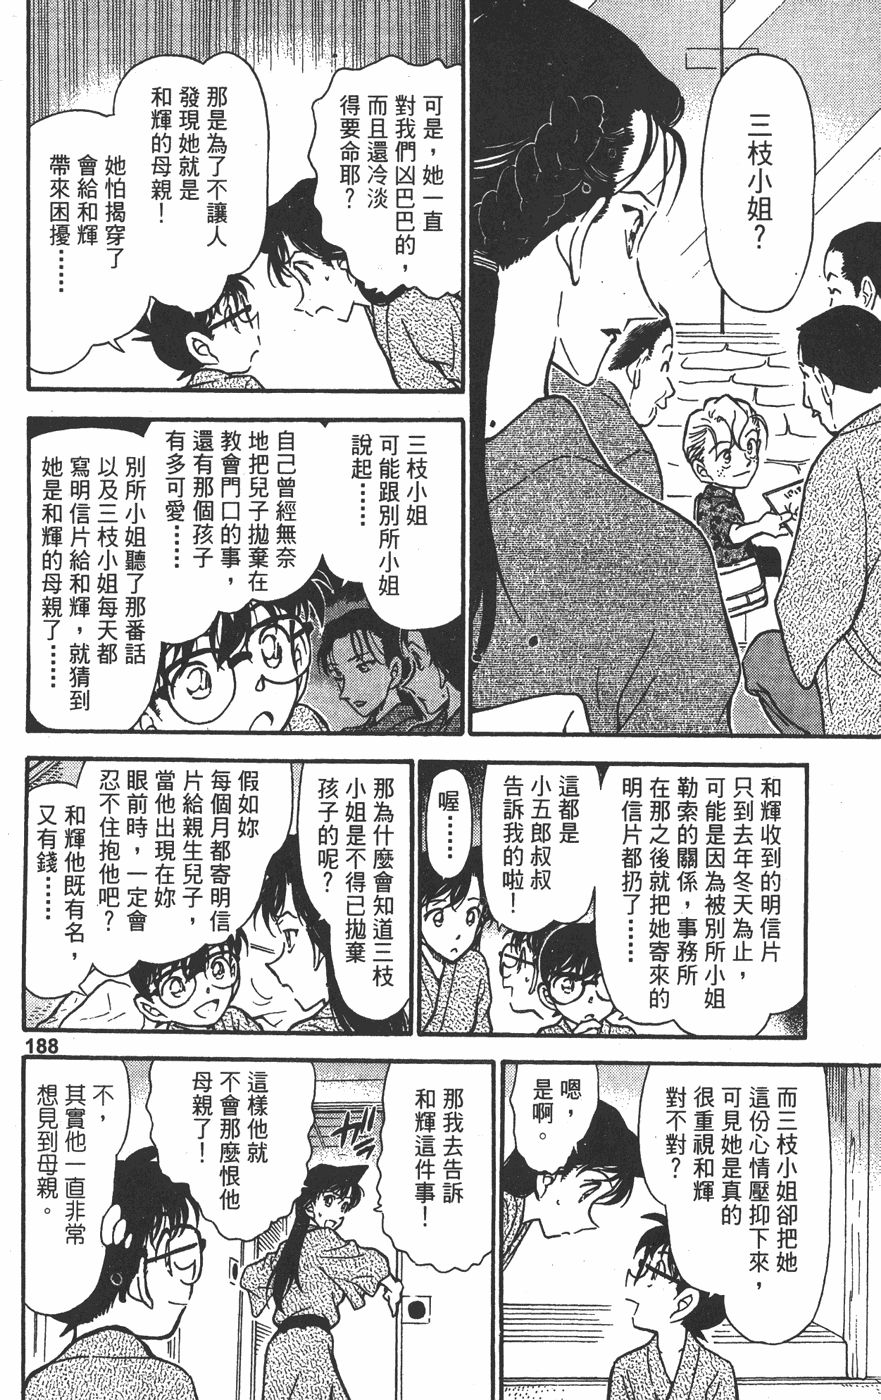 三枝小姐？
可是，她一直
對我們凶巴巴的，
而且還冷淡
得要命耶？
那是為了不讓人
發現她就是
和輝的母親！
她怕揭穿了
會給和輝
帶來困擾……
三枝小姐
可能跟別所小姐
說起……
自己曾經無奈
地把兒子拋棄在
教會門口的事，
還有那個孩子
有多可愛……
別所小姐聽了那番話
以及三枝小姐每天都
寫明信片給和輝，就猜到
她是和輝的母親了……
和輝收到的明信片
只到去年冬天為止，
可能是因為被別所小姐
勒索的關係，事務所
在那之後就把她寄來的
明信片都扔了……
這都是
小五郎叔叔
告訴我的啦！
喔……
那為什麼會知道三枝
小姐是不得已拋棄
孩子的呢？
假如妳
每個月都寄明信
片給親生兒子，
當他出現在妳
眼前時，一定會
忍不住抱他吧？
和輝他既有名，
又有錢……
188
而三枝小姐卻把她
這份心情壓抑下來，
可見她是真的
很重視和輝
對不對？
嗯，
是啊。
那我去告訴
和輝這件事！
這樣他就
不會那麼恨他
母親了！
不，
其實他一直非常
想見到母親。